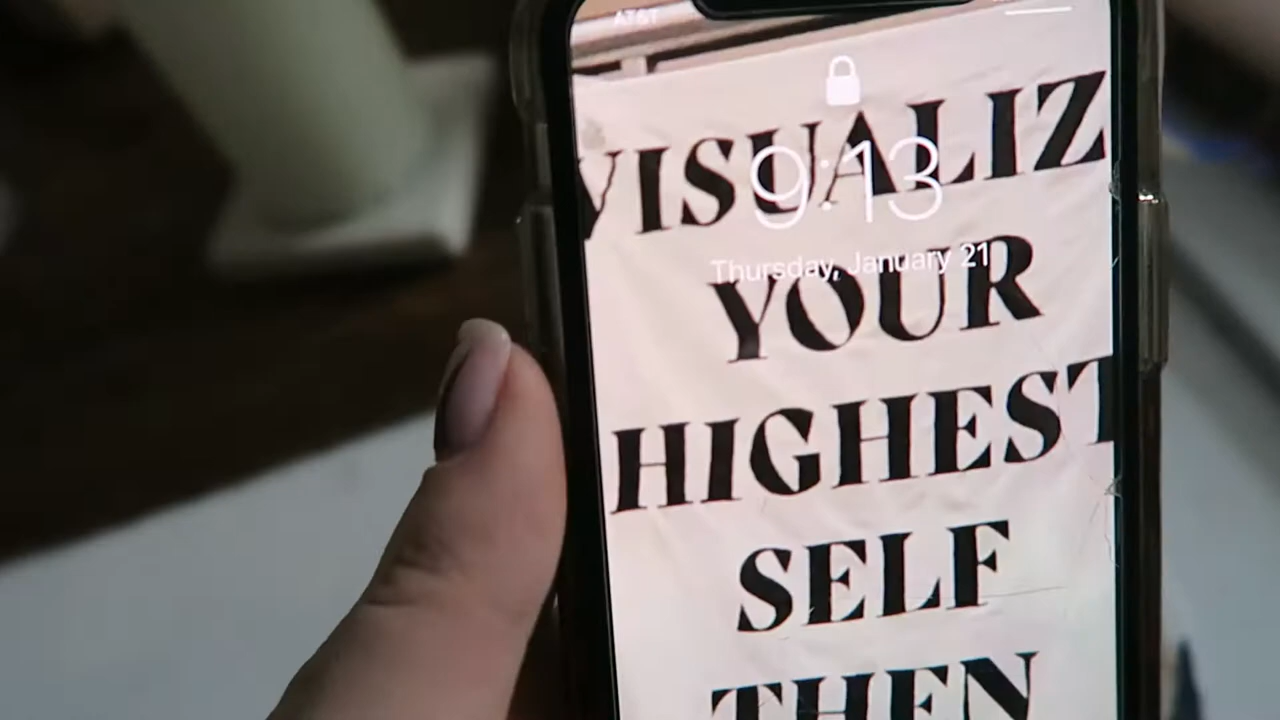 AT&T
VISUALIZ
9:13
Thursday, January 21
YOUR
HIGHEST
SELF
THEN